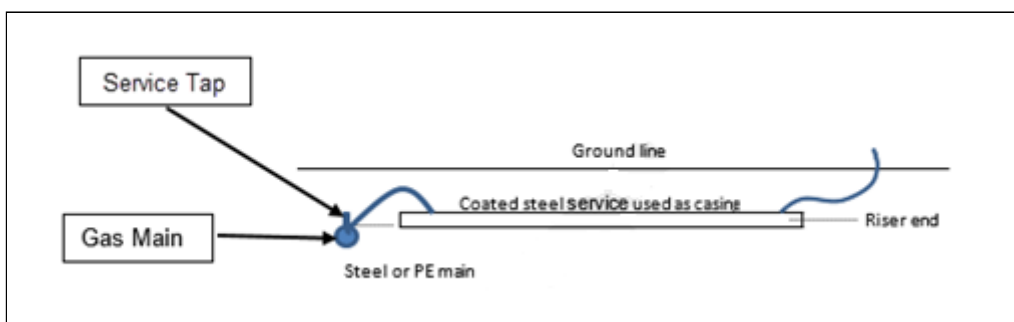 Service Tap
Ground line
Coated steel service used as casing
Riser end
Gas Main
Steel or PE main